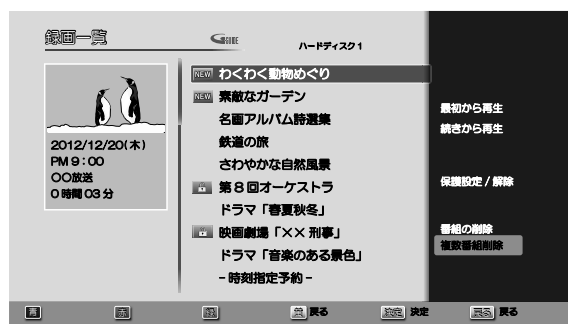 録画一覧
GGUIDE
ハードディスク1
2012/12/20(木)
PM 9:00
○○放送
0時間03分
NEW わくわく動物めぐり
NEW 素敵なガーデン
名画アルバム詩選集
鉄道の旅
さわやかな自然風景
第8回オーケストラ
ドラマ「春夏秋冬」
映画劇場「××刑事」
ドラマ「音楽のある景色」
-時刻指定予約-
最初から再生
続きから再生
保護設定/解除
番組の削除
複数番組削除
青
赤
緑
黄 戻る
決定 決定
戻る 戻る